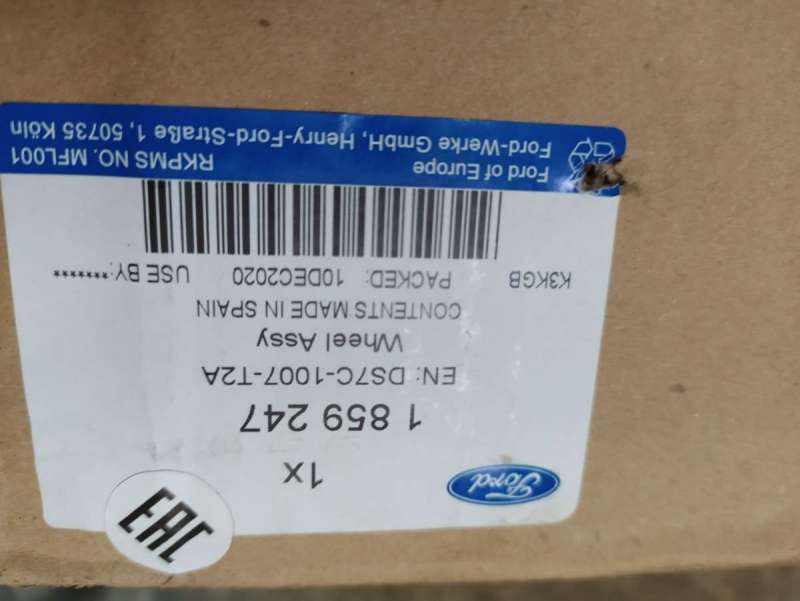 Ford
1x
EAC
1 859 247
EN: DS7C-1007-T2A
Wheel Assy
CONTENTS MADE IN SPAIN
K3KGB PACKED: 10DEC2020 USE BY:*******
Ford of Europe RKPMS NO. MFL001
Ford-Werke GmbH, Henry-Ford-Straße 1, 50735 Köln